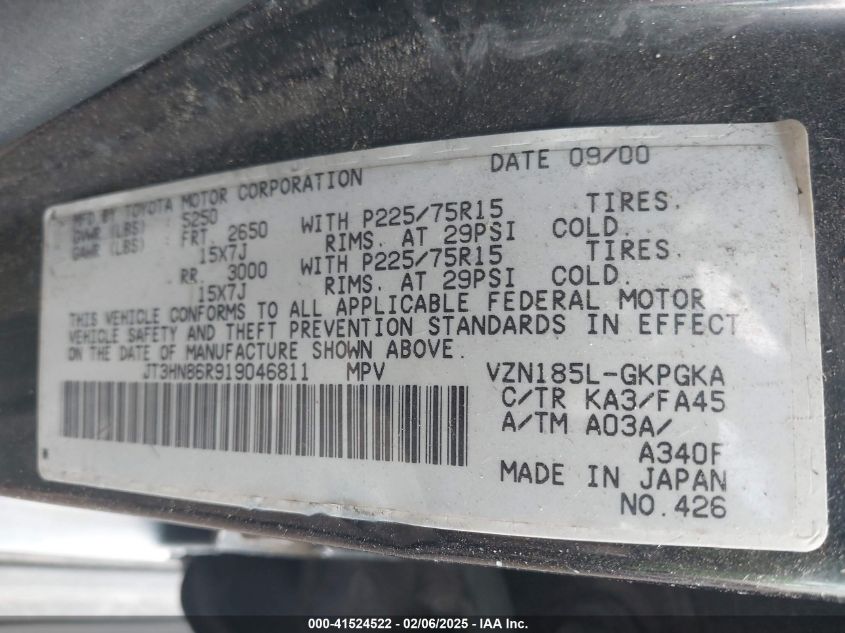 DATE 09/00
MFD BY TOYOTA MOTOR CORPORATION
GVWR (LBS) 5250
GAWR (LBS) FRT 2650 WITH P225/75R15 TIRES.
15X7J RIMS. AT 29PSI COLD.
RR 3000 WITH P225/75R15 TIRES.
15X7J RIMS. AT 29PSI COLD.
THIS VEHICLE CONFORMS TO ALL APPLICABLE FEDERAL MOTOR
VEHICLE SAFETY AND THEFT PREVENTION STANDARDS IN EFFECT
ON THE DATE OF MANUFACTURE SHOWN ABOVE.
JT3HN86R919046811 MPV VZN185L-GKPGKA
C/TR KA3/FA45
A/TM A03A/
A340F
MADE IN JAPAN
NO.426
000-41524522 | 02/06/2025 | IAA Inc.